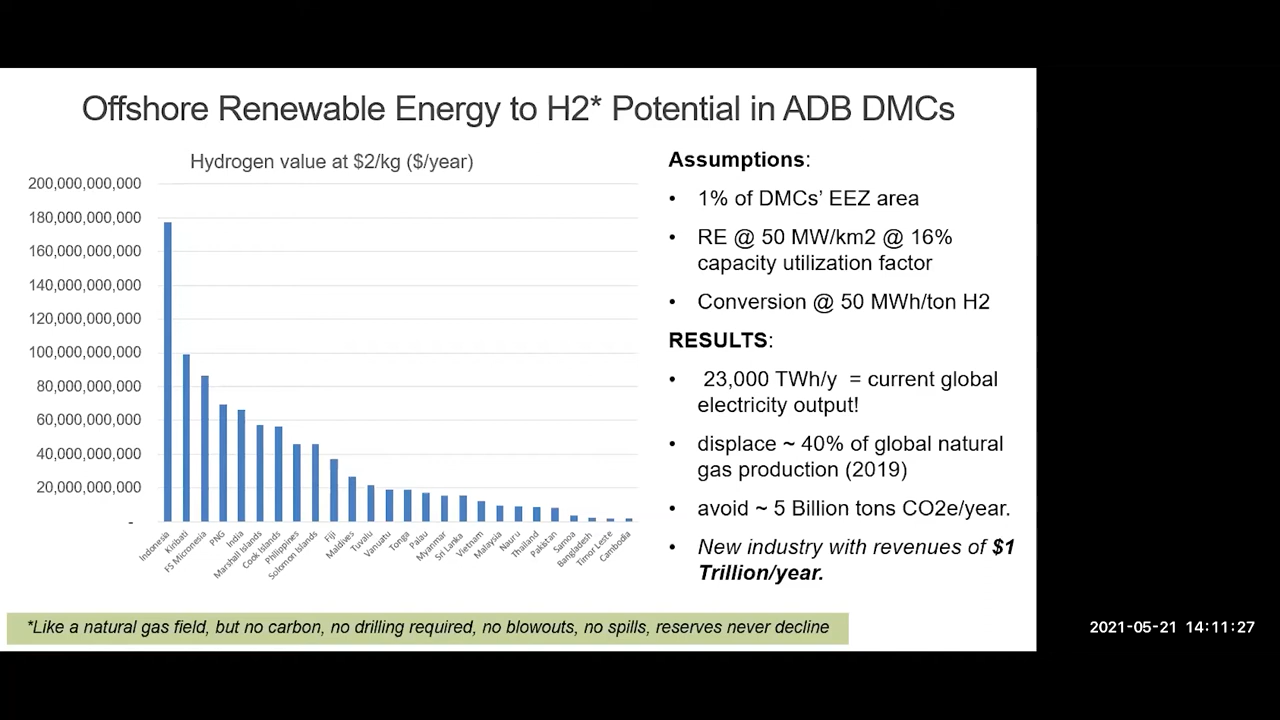 Offshore Renewable Energy to H2* Potential in ADB DMCs
Hydrogen value at $2/kg ($/year)
200,000,000,000
180,000,000,000
160,000,000,000
140,000,000,000
120,000,000,000
100,000,000,000
80,000,000,000
60,000,000,000
40,000,000,000
20,000,000,000
-
Indonesia
Kiribati
FS Micronesia
PNG
India
Marshall Islands
Cook Islands
Philippines
Solomon Islands
Fiji
Maldives
Tuvalu
Vanuatu
Tonga
Palau
Myanmar
Sri Lanka
Vietnam
Malaysia
Nauru
Thailand
Pakistan
Samoa
Bangladesh
Timor Leste
Cambodia
Assumptions:
• 1% of DMCs’ EEZ area
• RE @ 50 MW/km2 @ 16%
capacity utilization factor
• Conversion @ 50 MWh/ton H2
RESULTS:
• 23,000 TWh/y = current global
electricity output!
• displace ~ 40% of global natural
gas production (2019)
• avoid ~ 5 Billion tons CO2e/year.
• New industry with revenues of $1
Trillion/year.
*Like a natural gas field, but no carbon, no drilling required, no blowouts, no spills, reserves never decline
2021-05-21 14:11:27